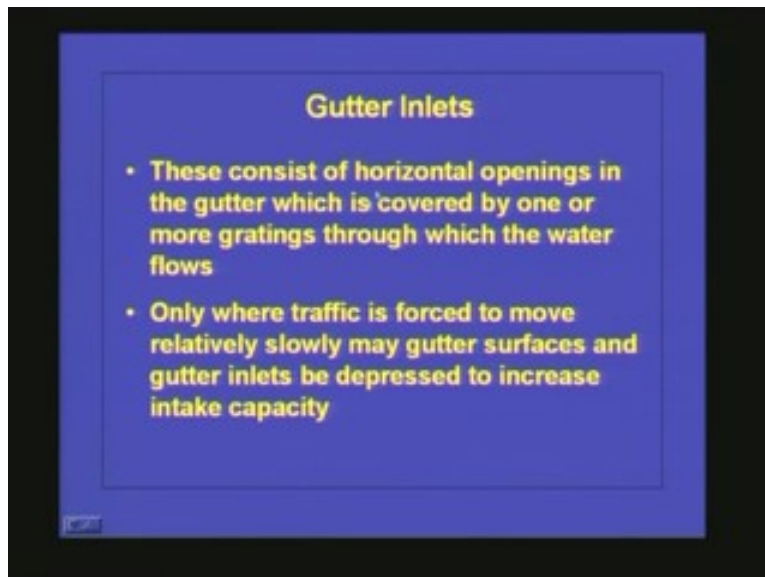 Gutter Inlets
• These consist of horizontal openings in
the gutter which is covered by one or
more gratings through which the water
flows
• Only where traffic is forced to move
relatively slowly may gutter surfaces and
gutter inlets be depressed to increase
intake capacity